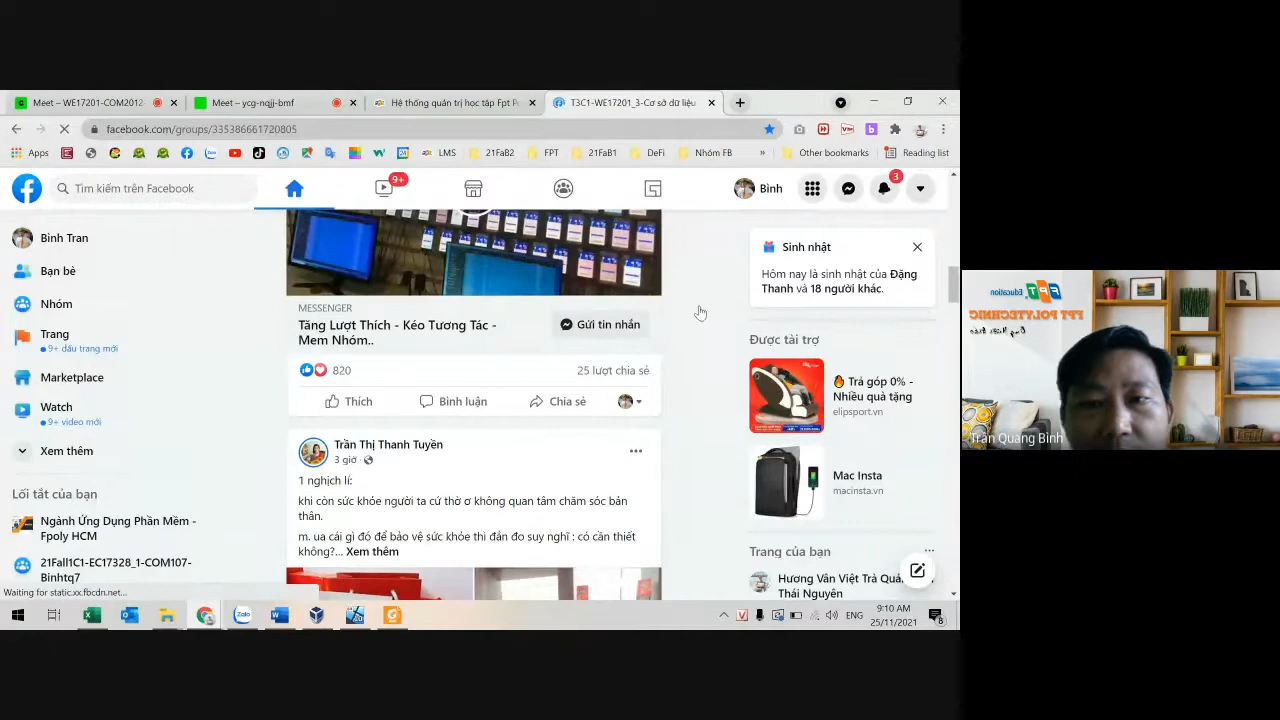 Meet – WE17201-COM2012-
Meet – ycg-nqjj-bmf
Hệ thống quản trị học tập Fpt Po
T3C1-WE17201_3-Cơ sở dữ liệu
facebook.com/groups/335386661720805
Apps
LMS
21FaB2
FPT
21FaB1
DeFi
Nhóm FB
»
Other bookmarks
Reading list
Tìm kiếm trên Facebook
9+
Bình
3
Bình Tran
Bạn bè
Nhóm
Trang
9+ dấu trang mới
Marketplace
Watch
9+ video mới
Xem thêm
Lối tắt của bạn
Ngành Ứng Dụng Phần Mềm -
Fpoly HCM
21Fall1C1-EC17328_1-COM107-
Binhtq7
Waiting for static.xx.fbcdn.net...
MESSENGER
Tăng Lượt Thích - Kéo Tương Tác -
Mem Nhóm..
Gửi tin nhắn
820
25 lượt chia sẻ
Thích
Bình luận
Chia sẻ
Trần Thị Thanh Tuyền
3 giờ ·
1 nghịch lí:
khi còn sức khỏe người ta cứ thờ ơ không quan tâm chăm sóc bản
thân.
m. ua cái gì đó để bảo vệ sức khỏe thì đắn đo suy nghĩ : có cần thiết
không?... Xem thêm
Sinh nhật
Hôm nay là sinh nhật của Đặng
Thanh và 18 người khác.
Được tài trợ
Trả góp 0% -
Nhiều quà tặng
elipsport.vn
Mac Insta
macinsta.vn
Trang của bạn
Hương Vân Việt Trà Quán
Thái Nguyên
ENG
9:10 AM
25/11/2021
8
FPT Education
FPT POLYTECHNIC
Trần Quang Bình